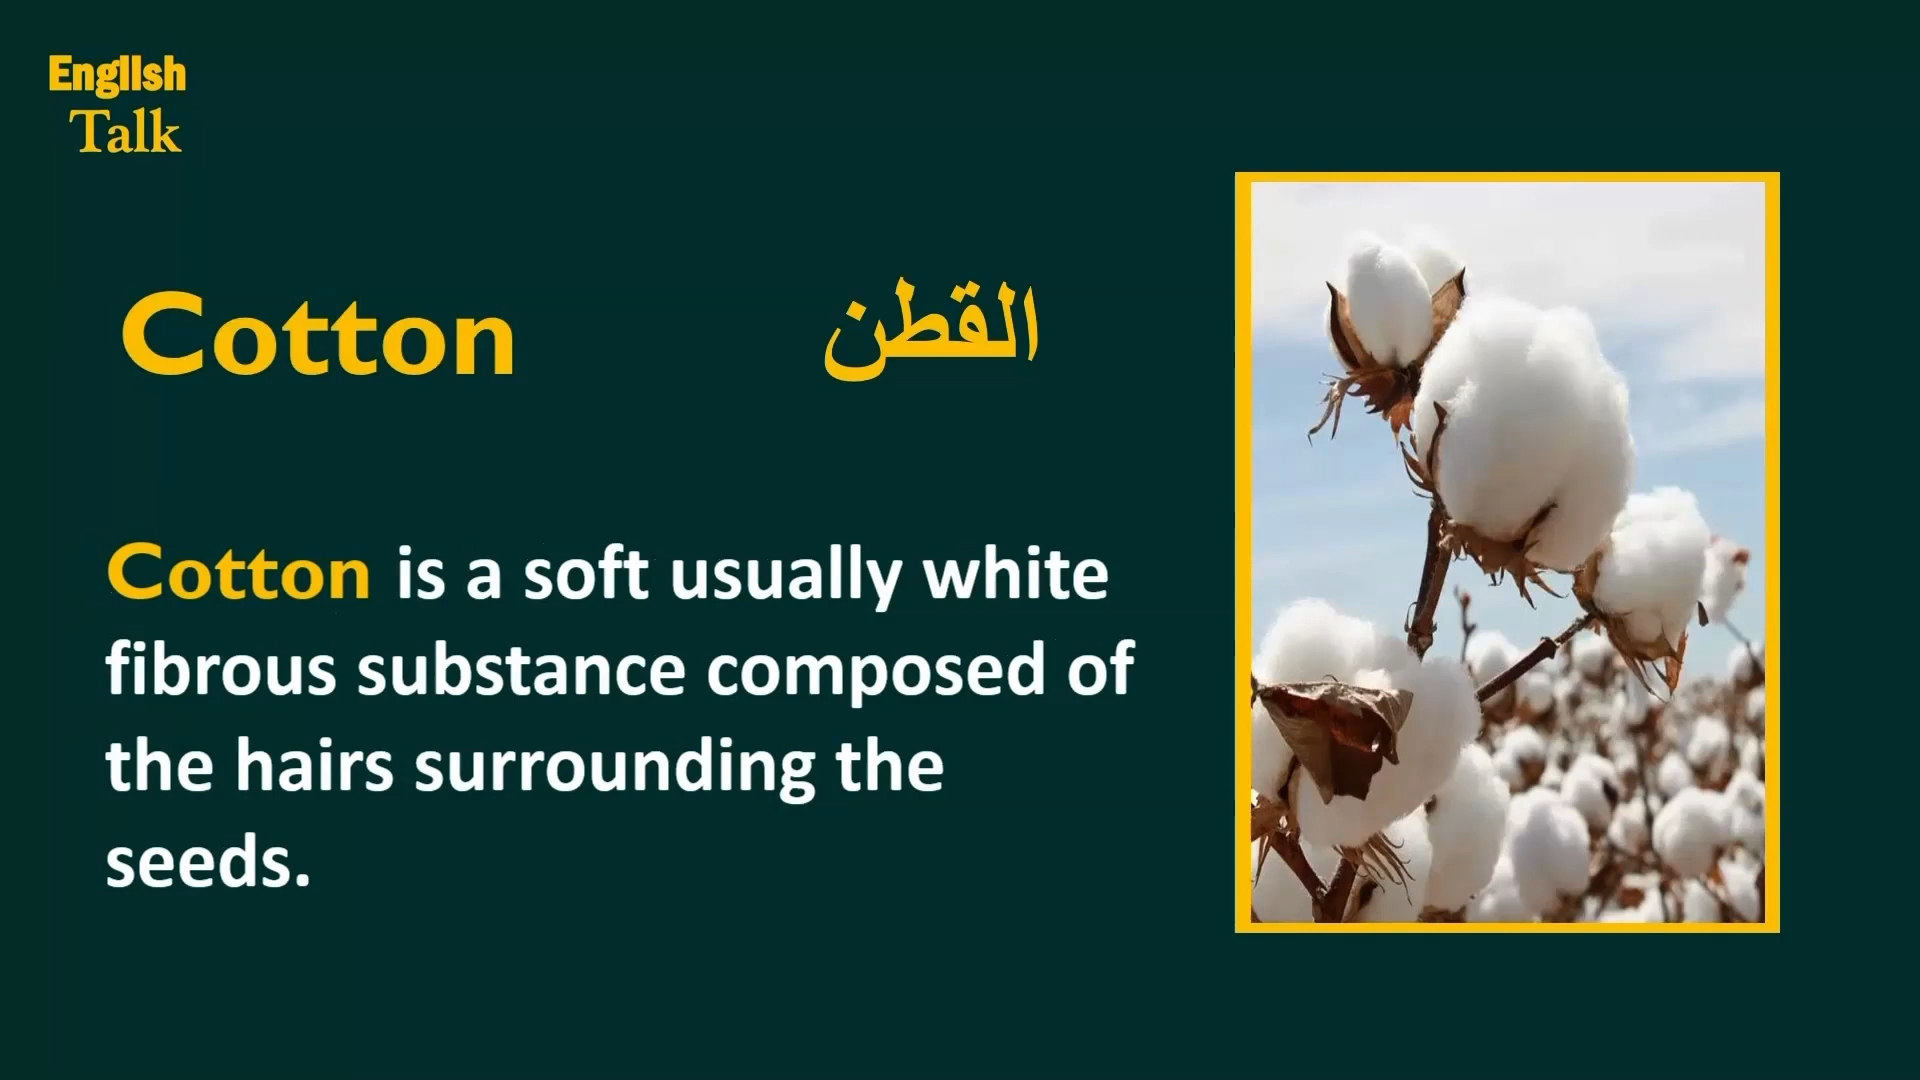 English
Talk
Cotton
القطن
Cotton is a soft usually white
fibrous substance composed of
the hairs surrounding the
seeds.